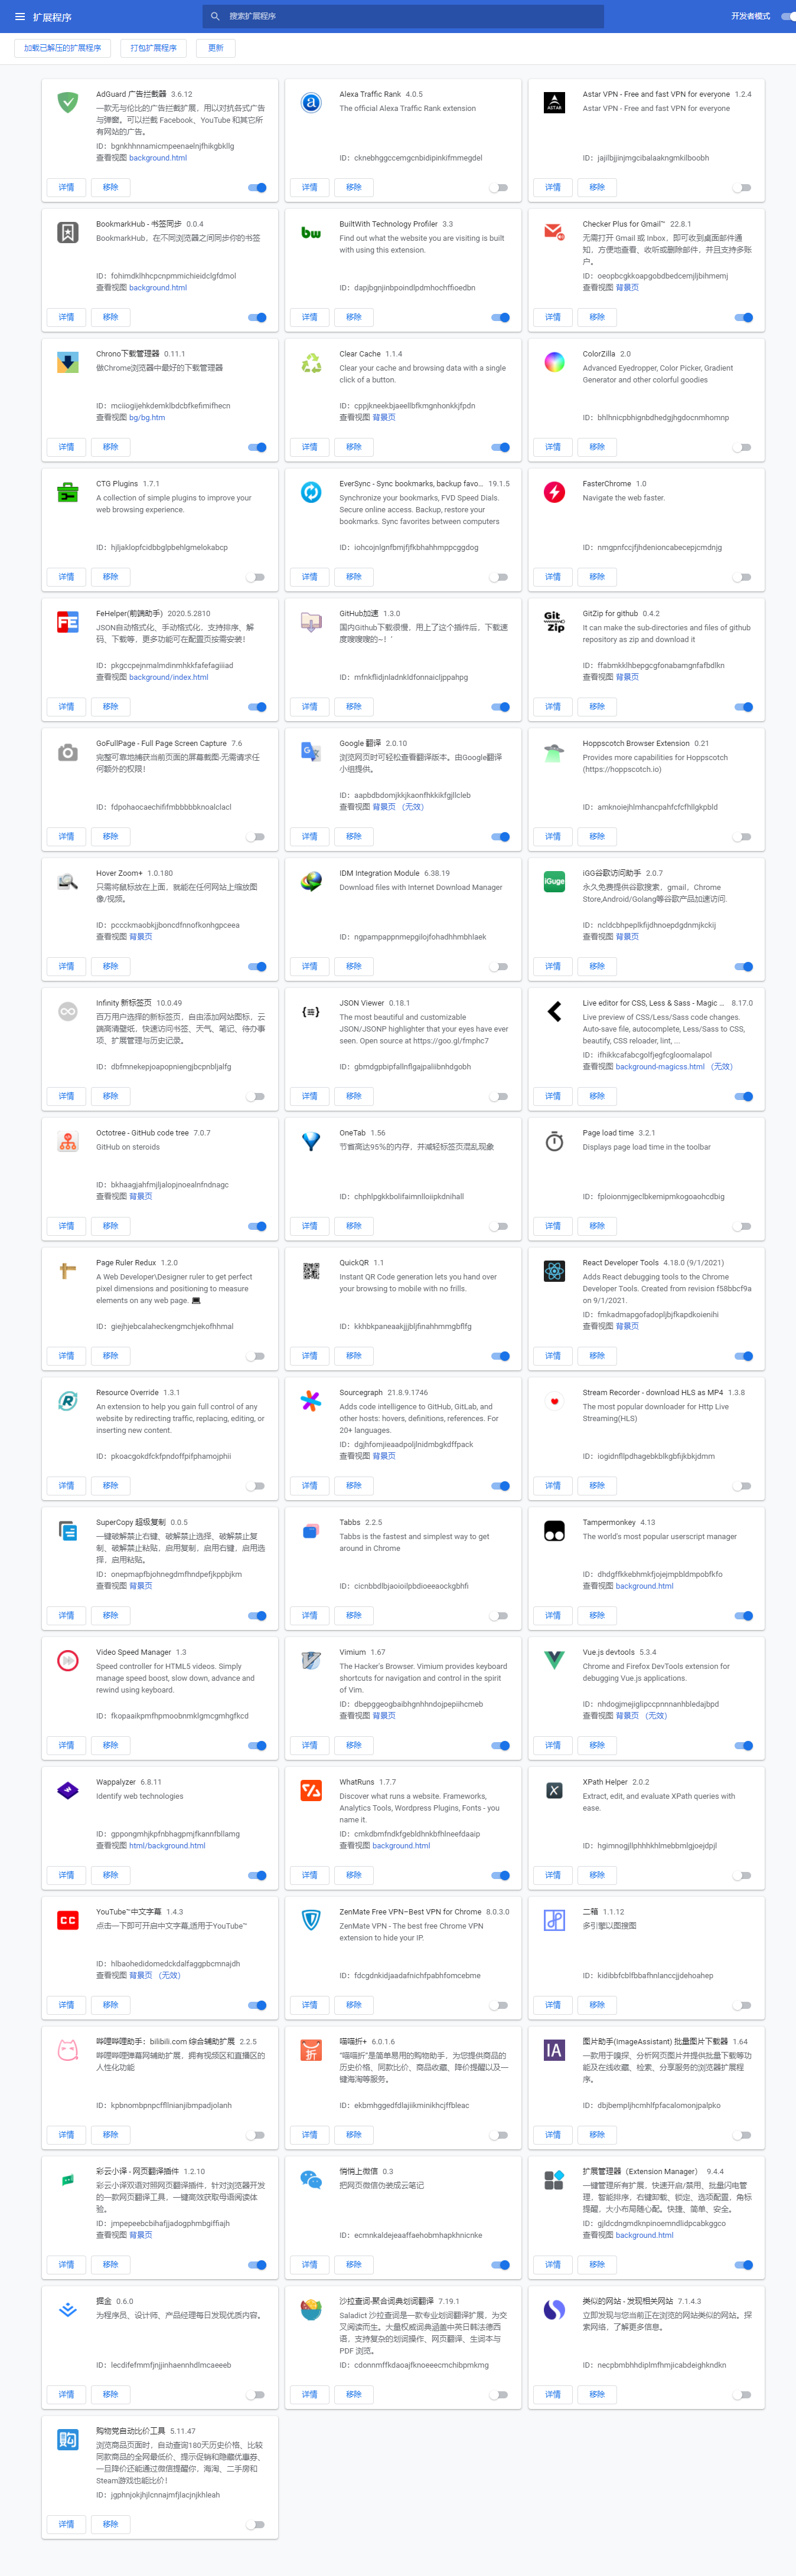 扩展程序
搜索扩展程序
开发者模式
加载已解压的扩展程序
打包扩展程序
更新
AdGuard 广告拦截器 3.6.12
一款无与伦比的广告拦截扩展，用以对抗各式广告
与弹窗。可以拦截 Facebook、YouTube 和其它所
有网站的广告。
ID：bgnkhhnnamicmpeenaelnjfhikgbkllg
查看视图 background.html
详情
移除
Alexa Traffic Rank 4.0.5
The official Alexa Traffic Rank extension
ID：cknebhggccemgcnbidipinkifmmegdel
详情
移除
Astar VPN - Free and fast VPN for everyone 1.2.4
Astar VPN - Free and fast VPN for everyone
ID：jajilbjjinjmgcibalaakngmkilboobh
详情
移除
BookmarkHub - 书签同步 0.0.4
BookmarkHub，在不同浏览器之间同步你的书签
ID：fohimdklhhcpcnpmmichieidclgfdmol
查看视图 background.html
详情
移除
BuiltWith Technology Profiler 3.3
Find out what the website you are visiting is built
with using this extension.
ID：dapjbgnjinbpoindlpdmhochffioedbn
详情
移除
Checker Plus for Gmail™ 22.8.1
无需打开 Gmail 或 Inbox，即可收到桌面邮件通
知，方便地查看、收听或删除邮件，并且支持多账
户。
ID：oeopbcgkkoapgobdbedcemjljbihmemj
查看视图 背景页
详情
移除
Chrono下载管理器 0.11.1
做Chrome浏览器中最好的下载管理器
ID：mciiogijehkdemklbdcbfkefimifhecn
查看视图 bg/bg.htm
详情
移除
Clear Cache 1.1.4
Clear your cache and browsing data with a single
click of a button.
ID：cppjkneekbjaeellbfkmgnhonkkjfpdn
查看视图 背景页
详情
移除
ColorZilla 2.0
Advanced Eyedropper, Color Picker, Gradient
Generator and other colorful goodies
ID：bhlhnicpbhignbdhedgjhgdocnmhomnp
详情
移除
CTG Plugins 1.7.1
A collection of simple plugins to improve your
web browsing experience.
ID：hjljaklopfcidbbglpbehlgmelokabcp
详情
移除
EverSync - Sync bookmarks, backup favo... 19.1.5
Synchronize your bookmarks, FVD Speed Dials.
Secure online access. Backup, restore your
bookmarks. Sync favorites between computers
ID：iohcojnlgnfbmjfjfkbhahhmppcggdog
详情
移除
FasterChrome 1.0
Navigate the web faster.
ID：nmgpnfccjfjhdenioncabecepjcmdnjg
详情
移除
FeHelper(前端助手) 2020.5.2810
JSON自动格式化、手动格式化，支持排序、解
码、下载等，更多功能可在配置页按需安装！
ID：pkgccpejnmalmdinmhkkfafefagiiiad
查看视图 background/index.html
详情
移除
GitHub加速 1.3.0
国内Github下载很慢，用上了这个插件后，下载速
度嗖嗖嗖的~！'
ID：mfnkflidjnladnkldfonnaicljppahpg
详情
移除
GitZip for github 0.4.2
It can make the sub-directories and files of github
repository as zip and download it
ID：ffabmkklhbepgcgfonabamgnfafbdlkn
查看视图 背景页
详情
移除
GoFullPage - Full Page Screen Capture 7.6
完整可靠地捕获当前页面的屏幕截图-无需请求任
何额外的权限！
ID：fdpohaocaechififmbbbbbknoalclacl
详情
移除
Google 翻译 2.0.10
浏览网页时可轻松查看翻译版本。由Google翻译
小组提供。
ID：aapbdbdomjkkjkaonfhkkikfgjllcleb
查看视图 背景页 （无效）
详情
移除
Hoppscotch Browser Extension 0.21
Provides more capabilities for Hoppscotch
(https://hoppscotch.io)
ID：amknoiejhlmhancpahfcfcfhllgkpbld
详情
移除
Hover Zoom+ 1.0.180
只需将鼠标放在上面，就能在任何网站上缩放图
像/视频。
ID：pccckmaobkjjboncdfnnofkonhgpceea
查看视图 背景页
详情
移除
IDM Integration Module 6.38.19
Download files with Internet Download Manager
ID：ngpampappnmepgilojfohadhhmbhlaek
详情
移除
iGuge
iGG谷歌访问助手 2.0.7
永久免费提供谷歌搜索，gmail，Chrome
Store,Android/Golang等谷歌产品加速访问.
ID：ncldcbhpeplkfijdhnoepdgdnmjkckij
查看视图 背景页
详情
移除
Infinity 新标签页 10.0.49
百万用户选择的新标签页，自由添加网站图标，云
端高清壁纸，快速访问书签、天气、笔记、待办事
项、扩展管理与历史记录。
ID：dbfmnekepjoapopniengjbcpnbljalfg
详情
移除
JSON Viewer 0.18.1
The most beautiful and customizable
JSON/JSONP highlighter that your eyes have ever
seen. Open source at https://goo.gl/fmphc7
ID：gbmdgpbipfallnflgajpaliibnhdgobh
详情
移除
Live editor for CSS, Less & Sass - Magic ... 8.17.0
Live preview of CSS/Less/Sass code changes.
Auto-save file, autocomplete, Less/Sass to CSS,
beautify, CSS reloader, lint, ...
ID：ifhikkcafabcgolfjegfcgloomalapol
查看视图 background-magicss.html （无效）
详情
移除
Octotree - GitHub code tree 7.0.7
GitHub on steroids
ID：bkhaagjahfmjljalopjnoealnfndnagc
查看视图 背景页
详情
移除
OneTab 1.56
节省高达95％的内存，并减轻标签页混乱现象
ID：chphlpgkkbolifaimnlloiipkdnihall
详情
移除
Page load time 3.2.1
Displays page load time in the toolbar
ID：fploionmjgeclbkemipmkogoaohcdbig
详情
移除
Page Ruler Redux 1.2.0
A Web Developer\Designer ruler to get perfect
pixel dimensions and positioning to measure
elements on any web page. 💻
ID：giejhjebcalaheckengmchjekofhhmal
详情
移除
QuickQR 1.1
Instant QR Code generation lets you hand over
your browsing to mobile with no frills.
ID：kkhbkpaneaakjjjbljfinahhmmgbflfg
详情
移除
React Developer Tools 4.18.0 (9/1/2021)
Adds React debugging tools to the Chrome
Developer Tools. Created from revision f58bbcf9a
on 9/1/2021.
ID：fmkadmapgofadopljbjfkapdkoienihi
查看视图 背景页
详情
移除
Resource Override 1.3.1
An extension to help you gain full control of any
website by redirecting traffic, replacing, editing, or
inserting new content.
ID：pkoacgokdfckfpndoffpifphamojphii
详情
移除
Sourcegraph 21.8.9.1746
Adds code intelligence to GitHub, GitLab, and
other hosts: hovers, definitions, references. For
20+ languages.
ID：dgjhfomjieaadpoljlnidmbgkdffpack
查看视图 背景页
详情
移除
Stream Recorder - download HLS as MP4 1.3.8
The most popular downloader for Http Live
Streaming(HLS)
ID：iogidnfllpdhagebkblkgbfijkbkjdmm
详情
移除
SuperCopy 超级复制 0.0.5
一键破解禁止右键、破解禁止选择、破解禁止复
制、破解禁止粘贴，启用复制，启用右键，启用选
择，启用粘贴。
ID：onepmapfbjohnegdmfhndpefjkppbjkm
查看视图 背景页
详情
移除
Tabbs 2.2.5
Tabbs is the fastest and simplest way to get
around in Chrome
ID：cicnbbdlbjaoioilpbdioeeaockgbhfi
详情
移除
Tampermonkey 4.13
The world's most popular userscript manager
ID：dhdgffkkebhmkfjojejmpbldmpobfkfo
查看视图 background.html
详情
移除
Video Speed Manager 1.3
Speed controller for HTML5 videos. Simply
manage speed boost, slow down, advance and
rewind using keyboard.
ID：fkopaaikpmfhpmoobnmklgmcgmhgfkcd
详情
移除
Vimium 1.67
The Hacker's Browser. Vimium provides keyboard
shortcuts for navigation and control in the spirit
of Vim.
ID：dbepggeogbaibhgnhhndojpepiihcmeb
查看视图 背景页
详情
移除
Vue.js devtools 5.3.4
Chrome and Firefox DevTools extension for
debugging Vue.js applications.
ID：nhdogjmejiglipccpnnnanhbledajbpd
查看视图 背景页 （无效）
详情
移除
Wappalyzer 6.8.11
Identify web technologies
ID：gppongmhjkpfnbhagpmjfkannfbllamg
查看视图 html/background.html
详情
移除
WhatRuns 1.7.7
Discover what runs a website. Frameworks,
Analytics Tools, Wordpress Plugins, Fonts - you
name it.
ID：cmkdbmfndkfgebldhnkbfhlneefdaaip
查看视图 background.html
详情
移除
XPath Helper 2.0.2
Extract, edit, and evaluate XPath queries with
ease.
ID：hgimnogjllphhhkhlmebbmlgjoejdpjl
详情
移除
YouTube™中文字幕 1.4.3
点击一下即可开启中文字幕,适用于YouTube™
ID：hlbaohedidomedckdalfaggpbcmnajdh
查看视图 背景页 （无效）
详情
移除
ZenMate Free VPN–Best VPN for Chrome 8.0.3.0
ZenMate VPN - The best free Chrome VPN
extension to hide your IP.
ID：fdcgdnkidjaadafnichfpabhfomcebme
详情
移除
二箱 1.1.12
多引擎以图搜图
ID：kidibbfcblfbbafhnlanccjjdehoahep
详情
移除
哔哩哔哩助手：bilibili.com 综合辅助扩展 2.2.5
哔哩哔哩弹幕网辅助扩展，拥有视频区和直播区的
人性化功能
ID：kpbnombpnpcffllnianjibmpadjolanh
详情
移除
喵喵折+ 6.0.1.6
“喵喵折”是简单易用的购物助手，为您提供商品的
历史价格、同款比价、商品收藏、降价提醒以及一
键海淘等服务。
ID：ekbmhggedfdlajiikminikhcjffbleac
详情
移除
图片助手(ImageAssistant) 批量图片下载器 1.64
一款用于嗅探、分析网页图片并提供批量下载等功
能及在线收藏、检索、分享服务的浏览器扩展程
序。
ID：dbjbempljhcmhlfpfacalomonjpalpko
详情
移除
彩云小译 - 网页翻译插件 1.2.10
彩云小译双语对照网页翻译插件，针对浏览器开发
的一款网页翻译工具，一键高效获取母语阅读体
验。
ID：jmpepeebcbihafjjadogphmbgiffiajh
查看视图 背景页
详情
移除
悄悄上微信 0.3
把网页微信伪装成云笔记
ID：ecmnkaldejeaaffaehobmhapkhnicnke
详情
移除
扩展管理器（Extension Manager） 9.4.4
一键管理所有扩展，快速开启/禁用、批量闪电管
理，智能排序，右键卸载、锁定、选项配置，角标
提醒，大小布局随心配。快捷、简单、安全。
ID：gjldcdngmdknpinoemndlidpcabkggco
查看视图 background.html
详情
移除
掘金 0.6.0
为程序员、设计师、产品经理每日发现优质内容。
ID：lecdifefmmfjnjjinhaennhdlmcaeeeb
详情
移除
沙拉查词-聚合词典划词翻译 7.19.1
Saladict 沙拉查词是一款专业划词翻译扩展，为交
叉阅读而生。大量权威词典涵盖中英日韩法德西
语，支持复杂的划词操作、网页翻译、生词本与
PDF 浏览。
ID：cdonnmffkdaoajfknoeeecmchibpmkmg
详情
移除
类似的网站 - 发现相关网站 7.1.4.3
立即发现与您当前正在浏览的网站类似的网站。探
索网络，了解更多信息。
ID：necpbmbhhdiplmfhmjicabdeighkndkn
详情
移除
购物党自动比价工具 5.11.47
浏览商品页面时，自动查询180天历史价格、比较
同款商品的全网最低价、提示促销和隐藏优惠券、
一旦降价还能通过微信提醒你，海淘、二手房和
Steam游戏也能比价！
ID：jgphnjokjhjlcnnajmfjlacjnjkhleah
详情
移除